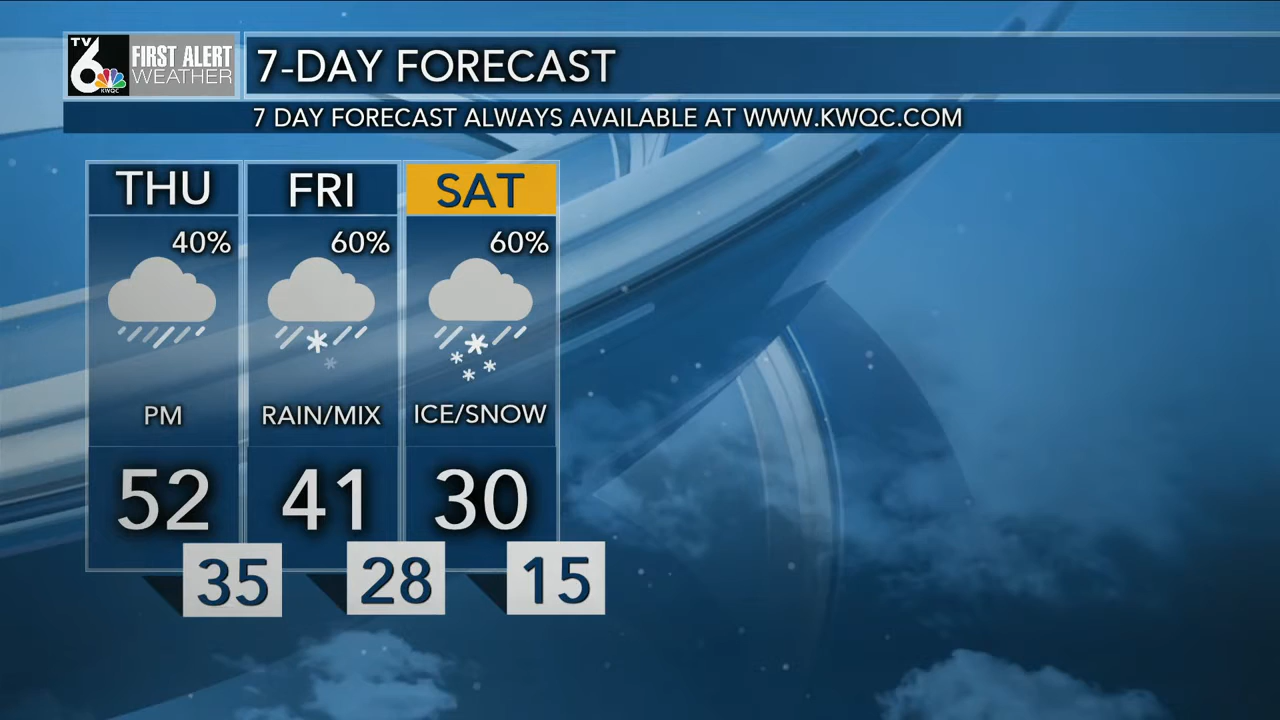 TV
6
KWQC
FIRST ALERT
WEATHER
7-DAY FORECAST
7 DAY FORECAST ALWAYS AVAILABLE AT WWW.KWQC.COM
THU FRI SAT
40% 60% 60%
PM RAIN/MIX ICE/SNOW
52 41 30
35 28 15